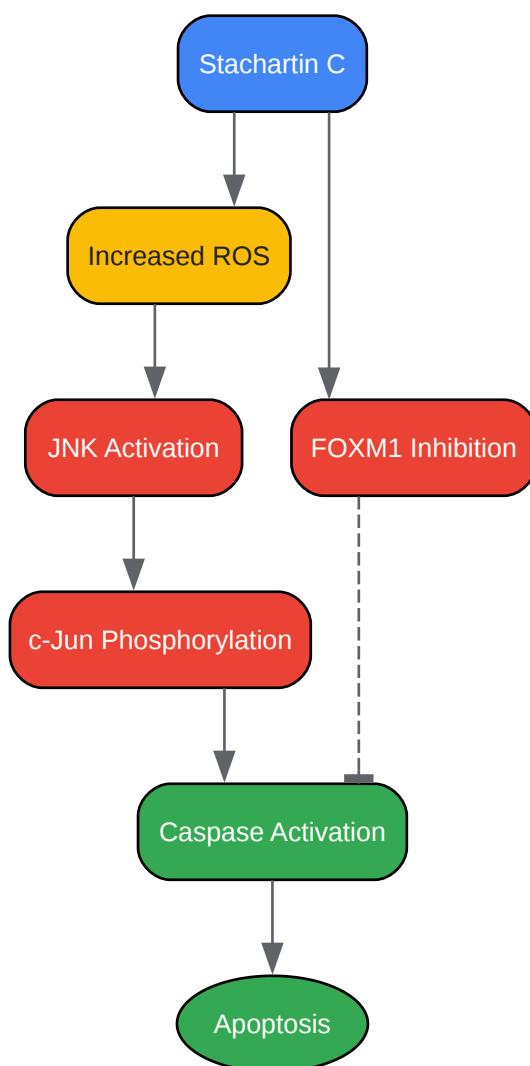 Stachartin C
Increased ROS
JNK Activation
FOXM1 Inhibition
c-Jun Phosphorylation
Caspase Activation
Apoptosis